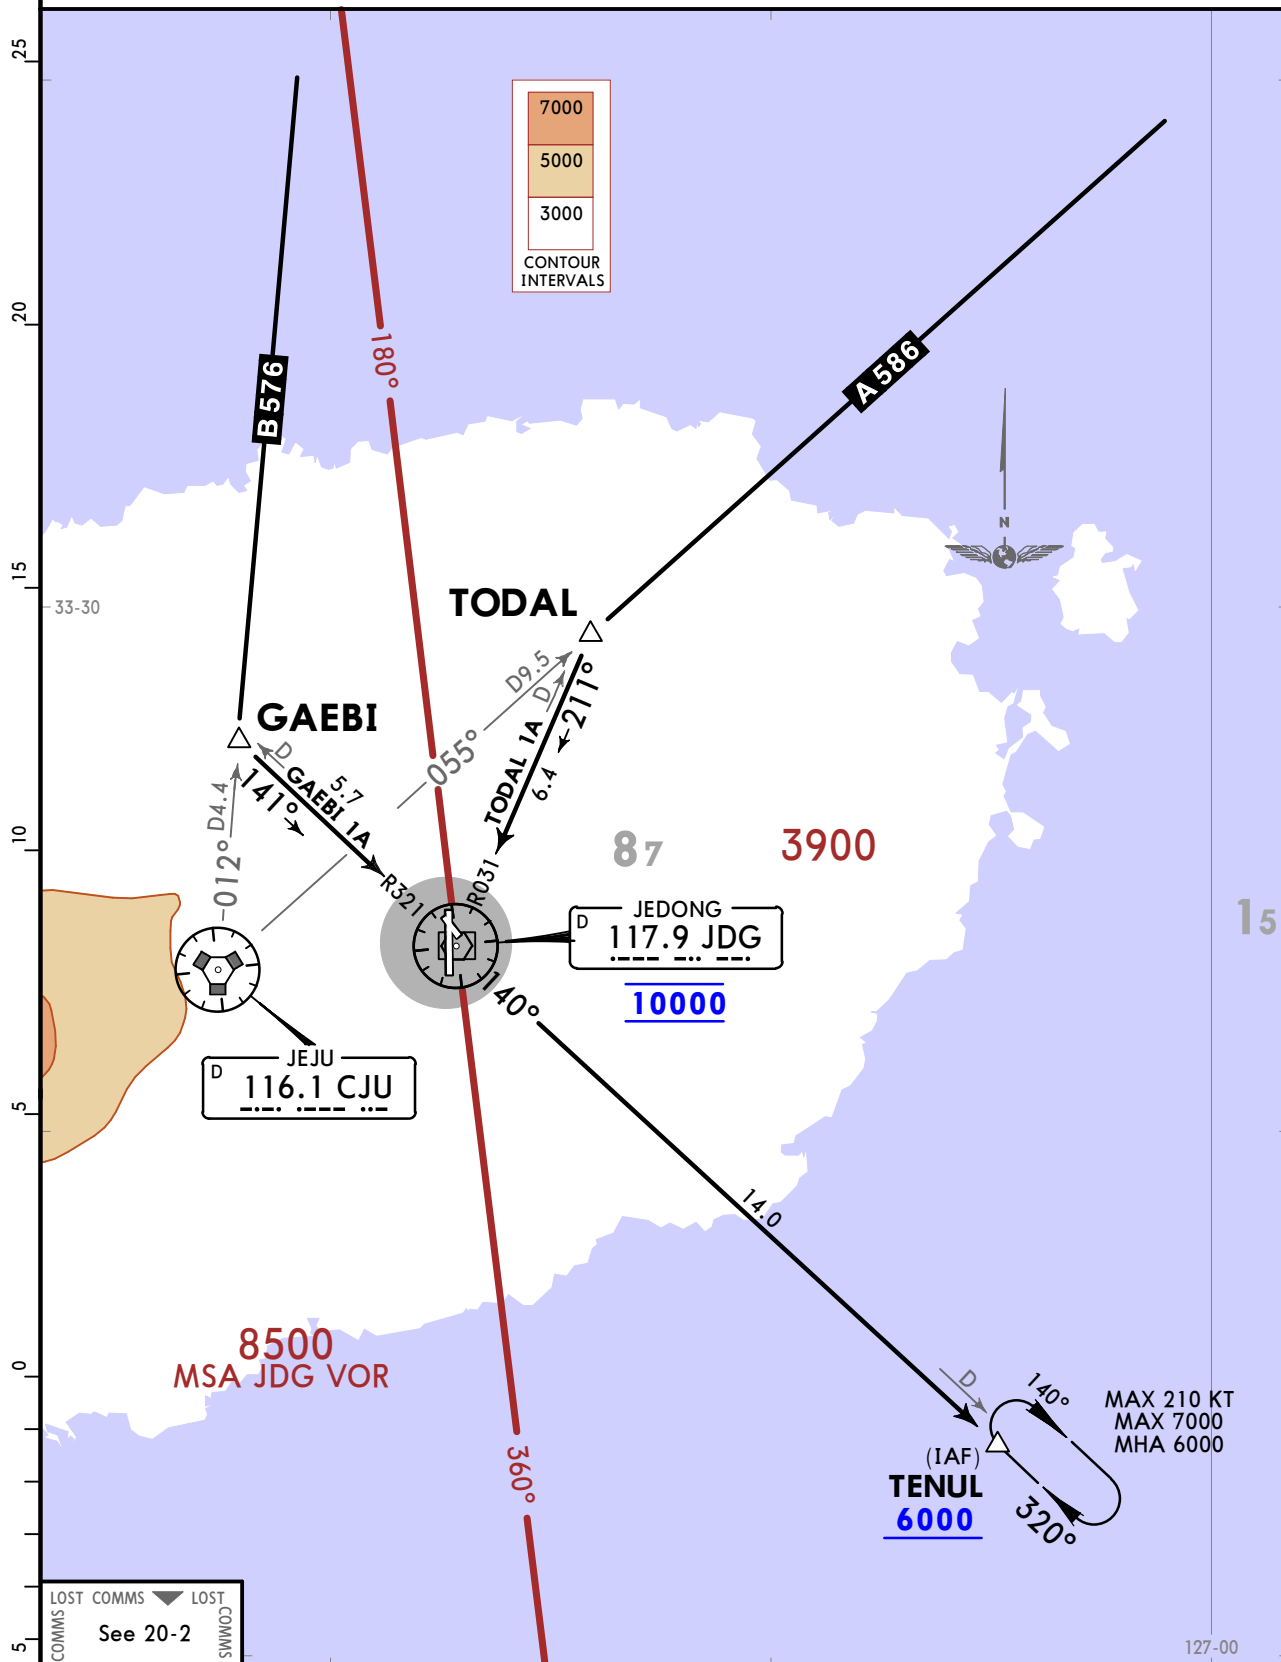 25
20
15
10
5
0
5
7000
5000
3000
CONTOUR
INTERVALS
180°
B 576
A 586
N
33-30
TODAL
D9.5
D
211°
TODAL 1A
6.4
055°
GAEBI
D
5.7
GAEBI 1A
141°
D4.4
012°
R321
R031
87
3900
15
JEDONG
D
117.9 JDG
10000
JEJU
D
116.1 CJU
140°
14.0
8500
MSA JDG VOR
360°
D
140°
MAX 210 KT
MAX 7000
MHA 6000
(IAF)
TENUL
6000
320°
LOST COMMS LOST
COMMS
COMMS
See 20-2
127-00